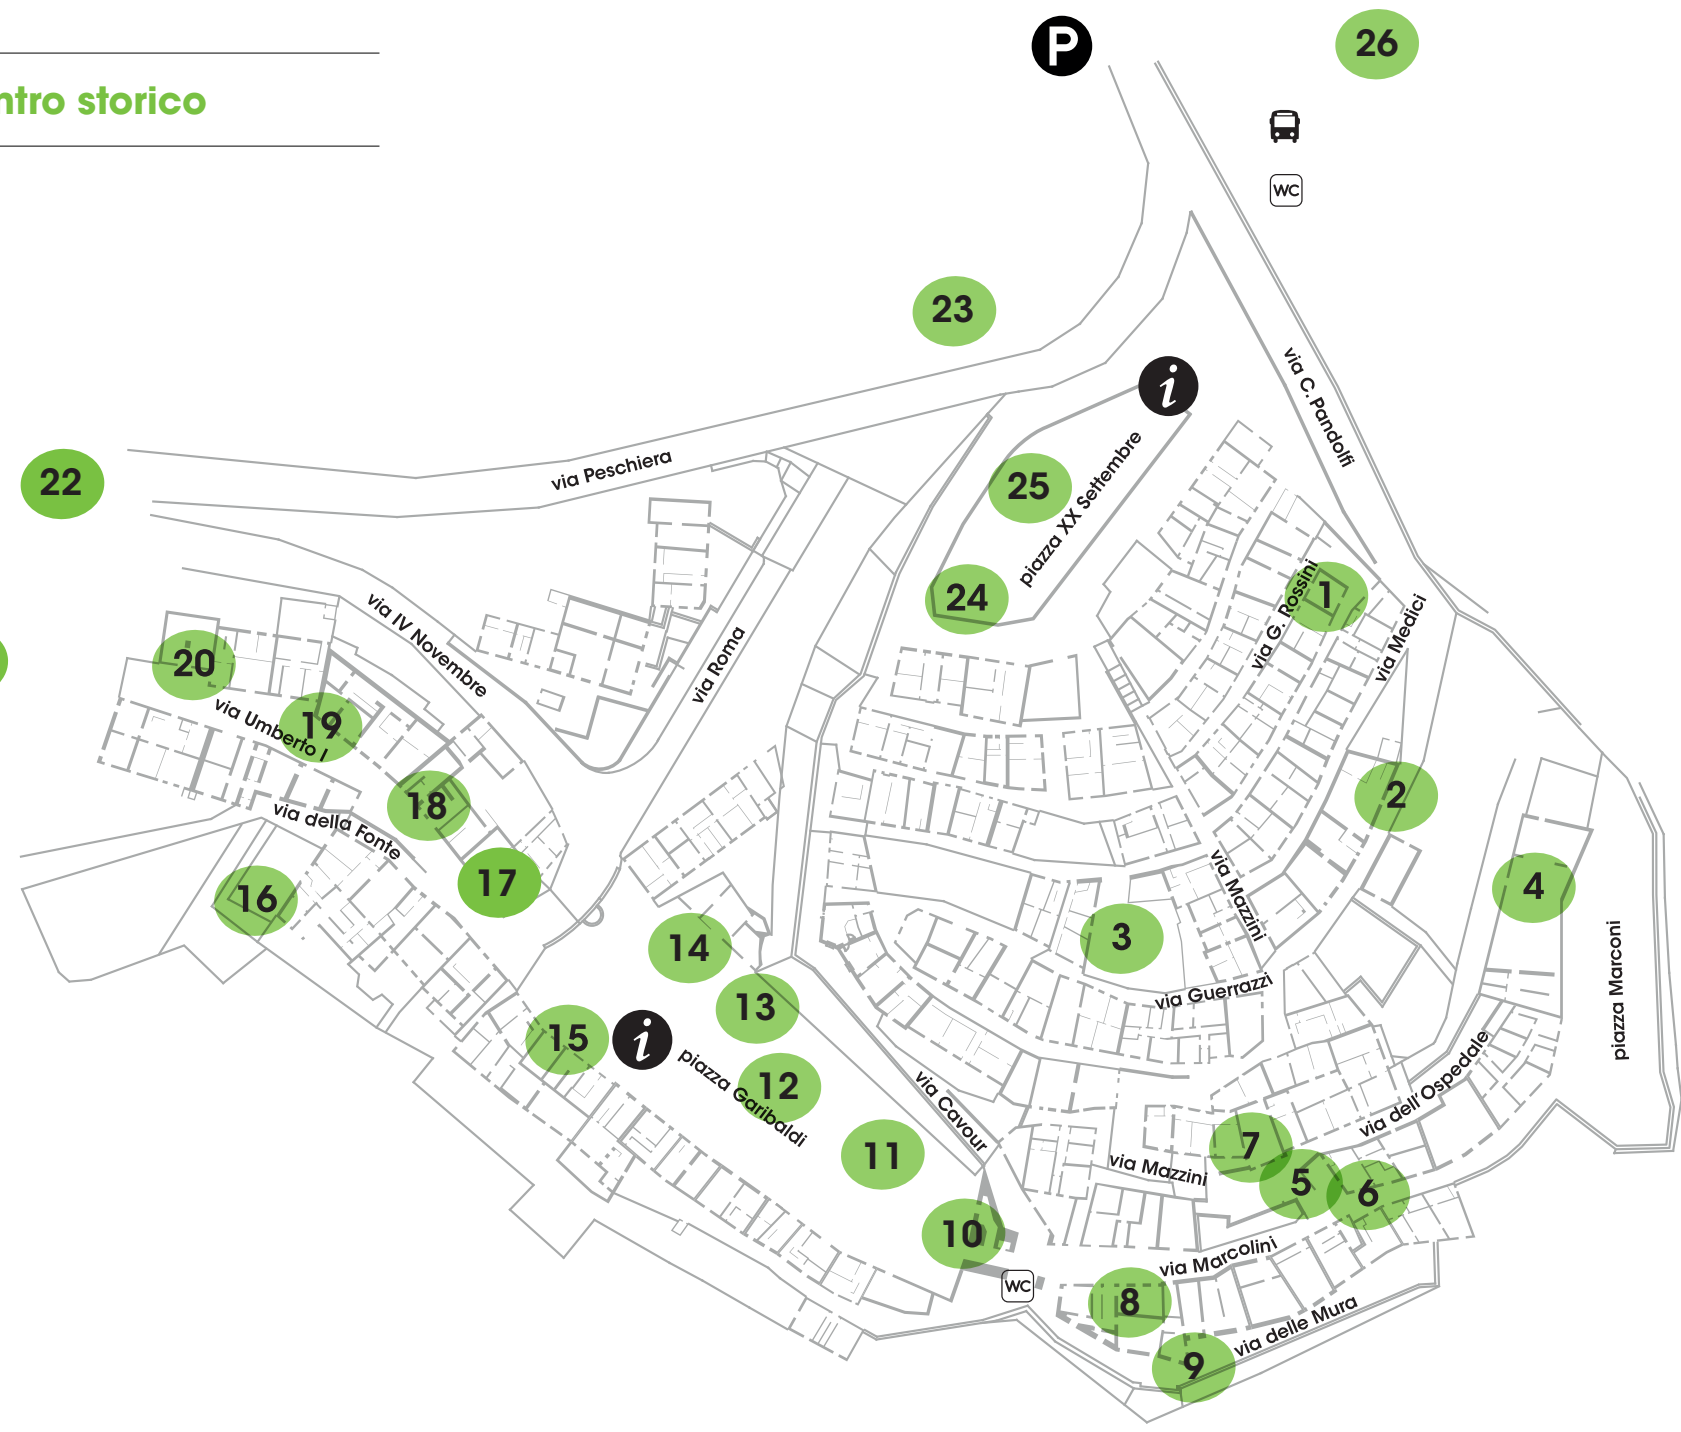 P
26
ntro storico
WC
23
i
via C. Pandolfi
22
via Peschiera
25
piazza XX Settembre
24
1
via G. Rossini
via Medici
via IV Novembre
via Roma
20
19
via Umberto I
18
via della Fonte
17
16
2
4
via Mazzini
3
via Guerrazzi
piazza Marconi
14
13
15
i
piazza Garibaldi
12
11
via Cavour
via dell'Ospedale
7
via Mazzini
5
6
10
WC
via Marcolini
8
via delle Mura
9